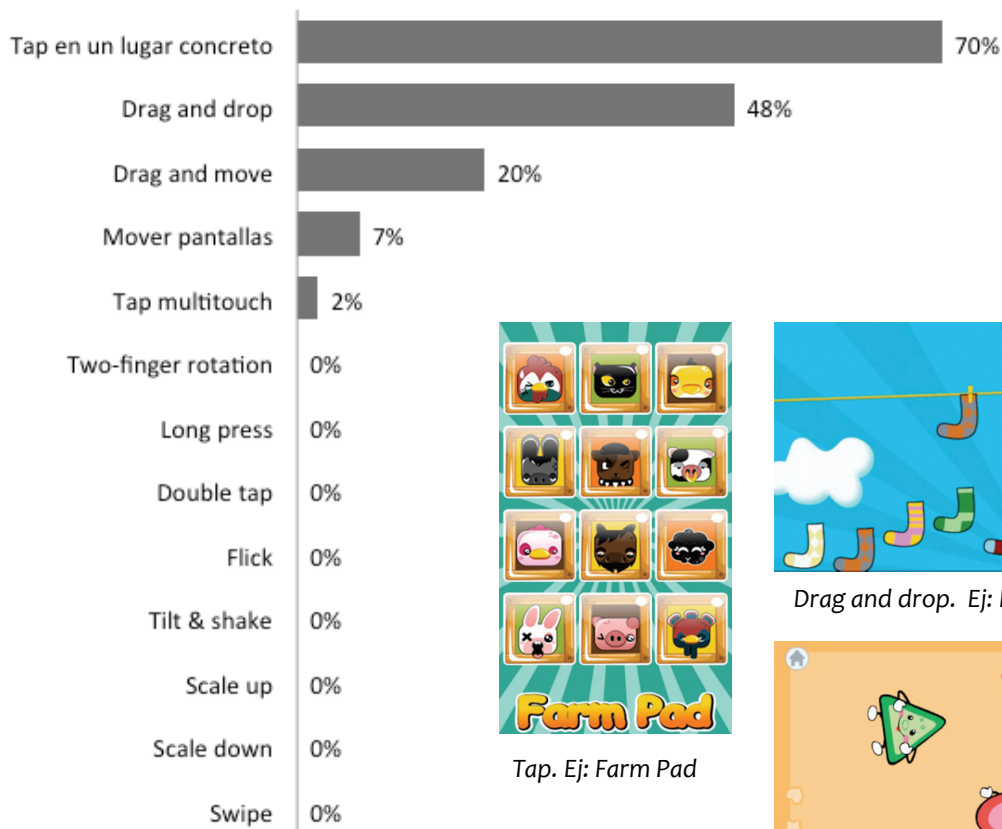 Tap en un lugar concreto 70%
Drag and drop 48%
Drag and move 20%
Mover pantallas 7%
Tap multitouch 2%
Two-finger rotation 0%
Long press 0%
Double tap 0%
Flick 0%
Tilt & shake 0%
Scale up 0%
Scale down 0%
Swipe 0%
Farm Pad
Tap. Ej: Farm Pad
Drag and drop. Ej: